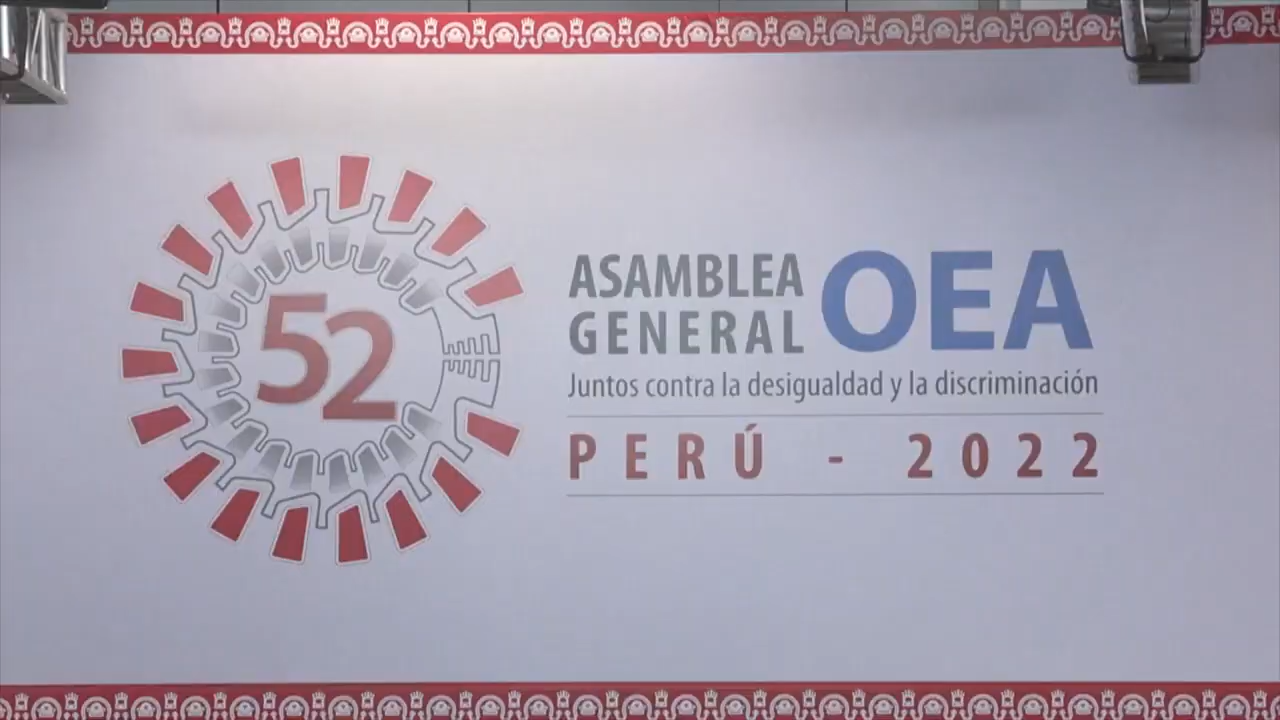 52
ASAMBLEA
GENERAL
OEA
Juntos contra la desigualdad y la discriminación
PERÚ - 2022